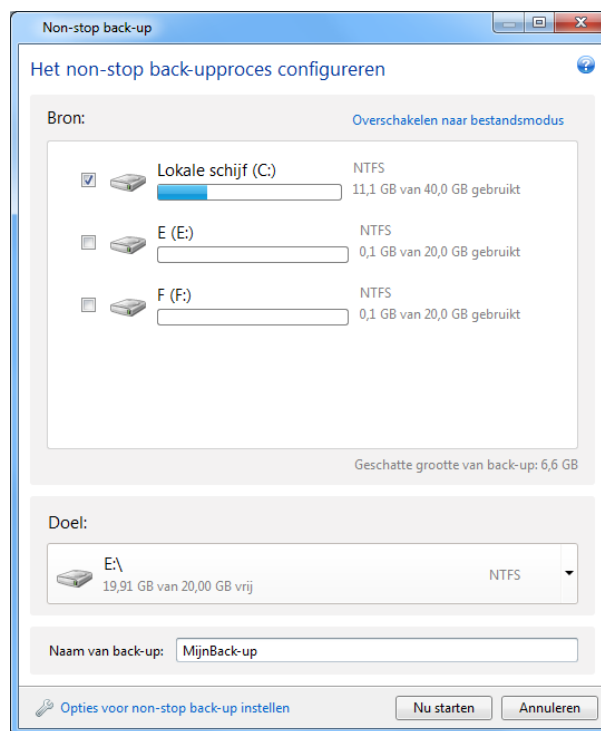 Non-stop back-up
Het non-stop back-upproces configureren
Bron:
Overschakelen naar bestandsmodus
Lokale schijf (C:)
NTFS
11,1 GB van 40,0 GB gebruikt
E (E:)
NTFS
0,1 GB van 20,0 GB gebruikt
F (F:)
NTFS
0,1 GB van 20,0 GB gebruikt
Geschatte grootte van back-up: 6,6 GB
Doel:
E:\
NTFS
19,91 GB van 20,00 GB vrij
Naam van back-up: MijnBack-up
Opties voor non-stop back-up instellen
Nu starten
Annuleren